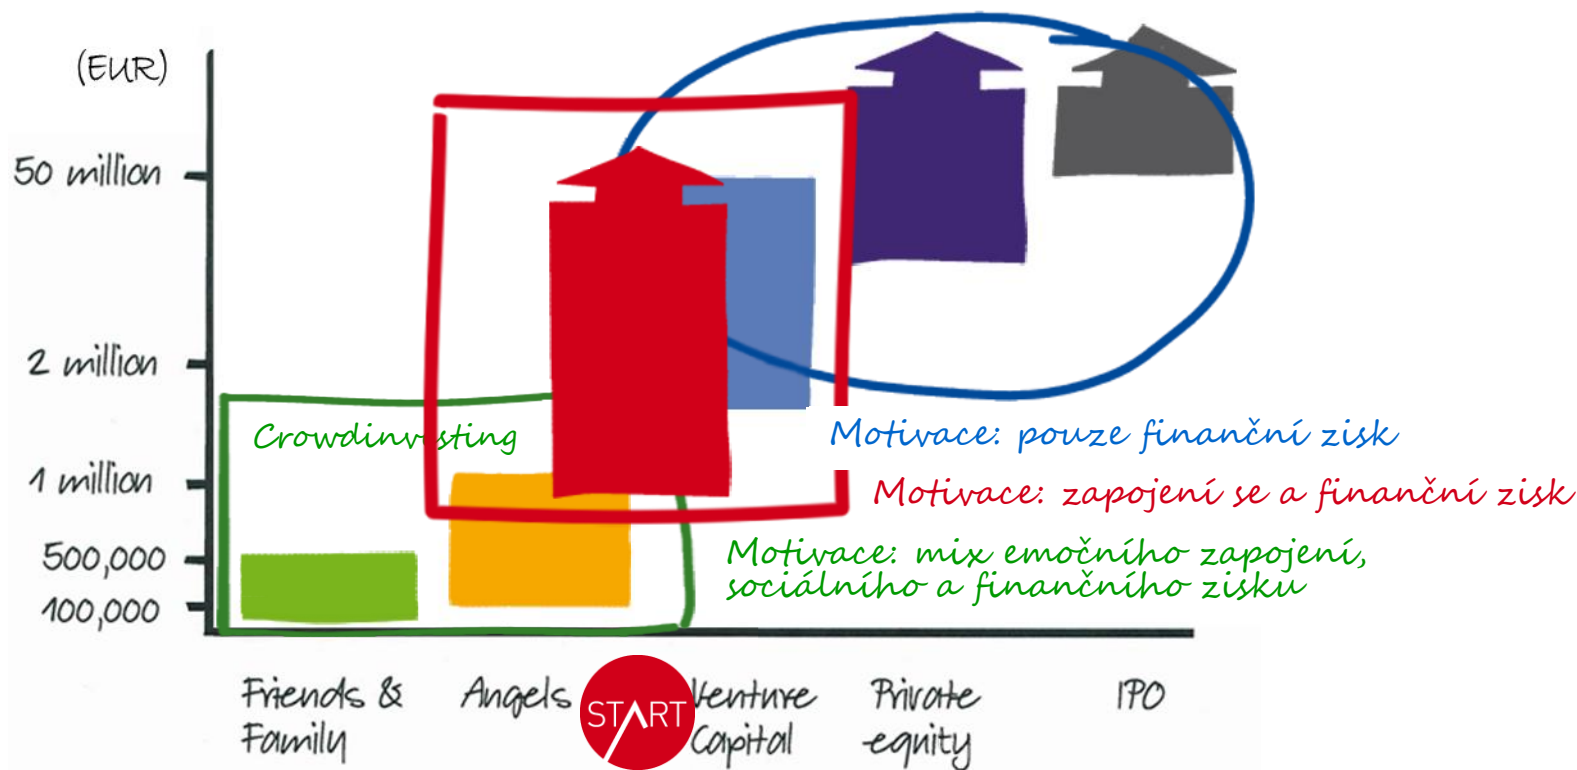 (EUR)
50 million
2 million
1 million
500,000
100,000
Crowdinvesting
Motivace: pouze finanční zisk
Motivace: zapojení se a finanční zisk
Motivace: mix emočního zapojení,
sociálního a finančního zisku
Friends &
Family
Angels
START
Venture
Capital
Private
equity
IPO